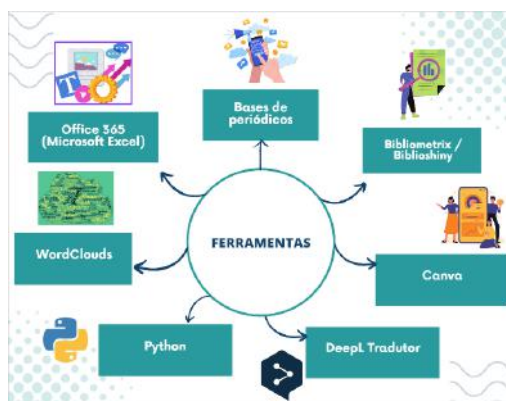 Bases de
periódicos
Office 365
(Microsoft Excel)
Bibliometrix /
Biblioshiny
FERRAMENTAS
WordClouds
Canva
Python
DeepL Tradutor